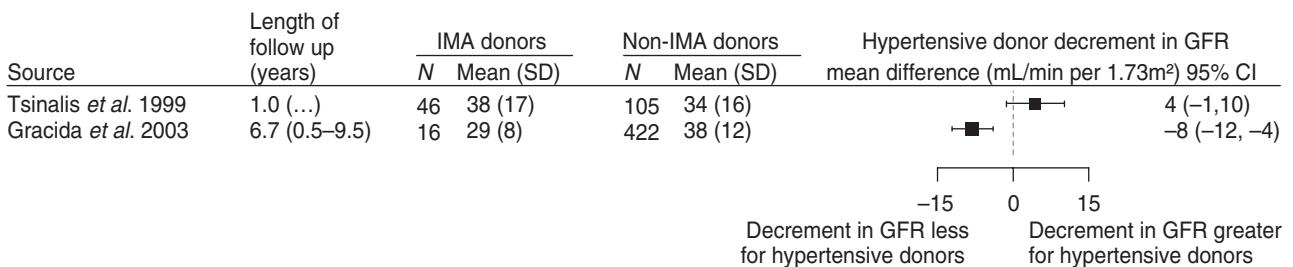 Length of
follow up
(years)
IMA donors
Non-IMA donors
Hypertensive donor decrement in GFR
Source
N Mean (SD)
N Mean (SD)
mean difference (mL/min per 1.73m²) 95% CI
Tsinalis et al. 1999 1.0 (…) 46 38 (17) 105 34 (16) 4 (–1,10)
Gracida et al. 2003 6.7 (0.5–9.5) 16 29 (8) 422 38 (12) –8 (–12, –4)
–15 0 15
Decrement in GFR less
for hypertensive donors
Decrement in GFR greater
for hypertensive donors